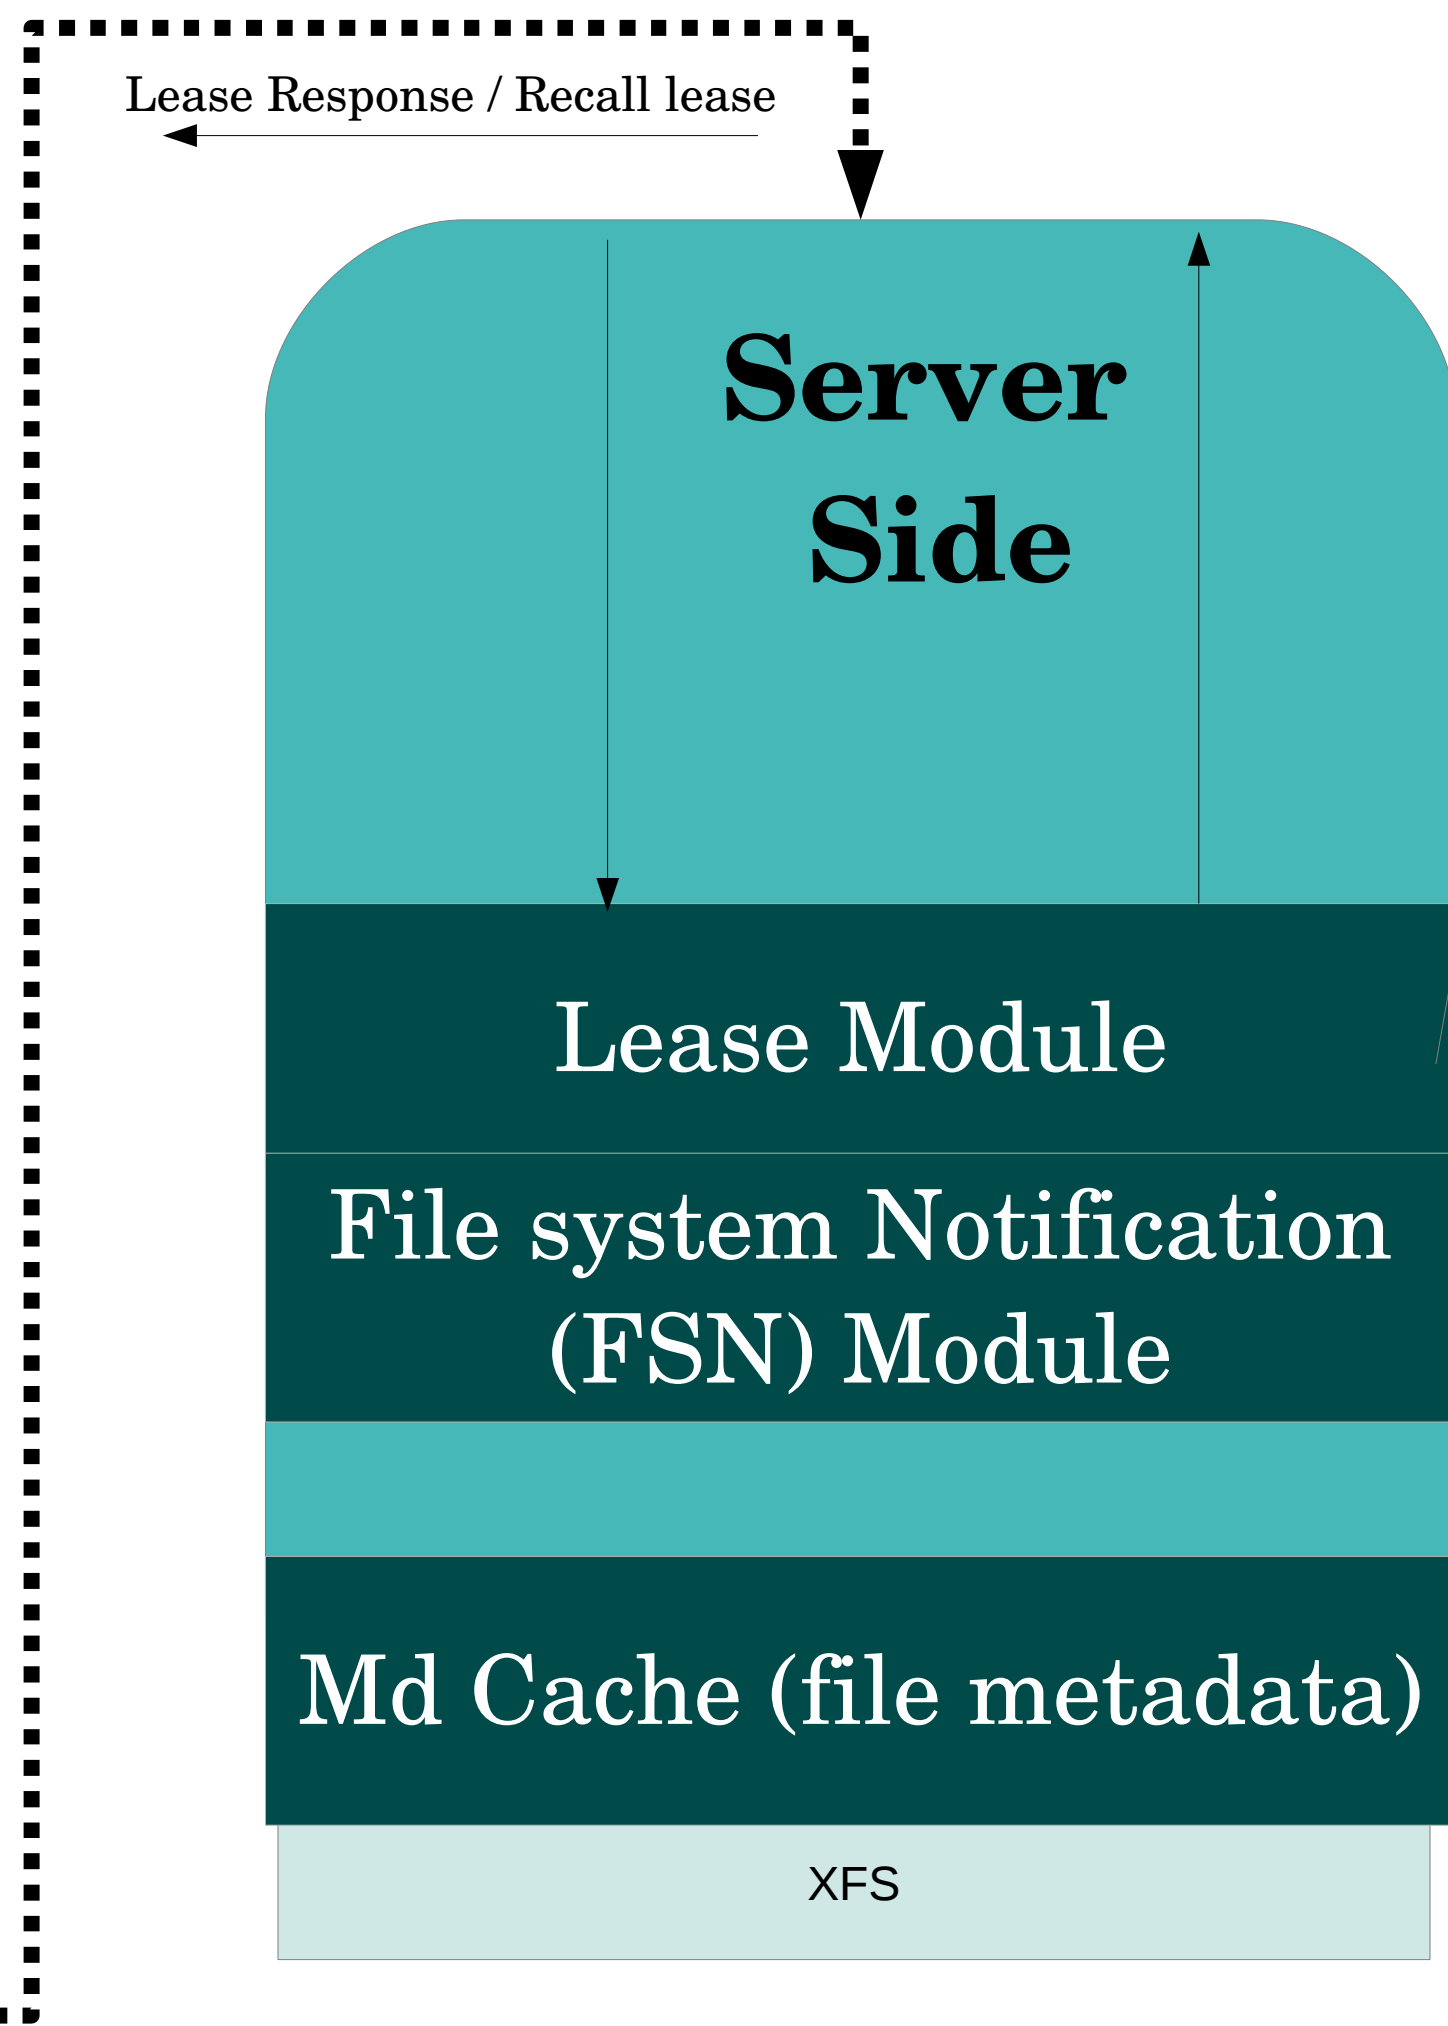 Lease Response / Recall lease
Server
Side
Lease Module
File system Notification
(FSN) Module
Md Cache (file metadata)
XFS